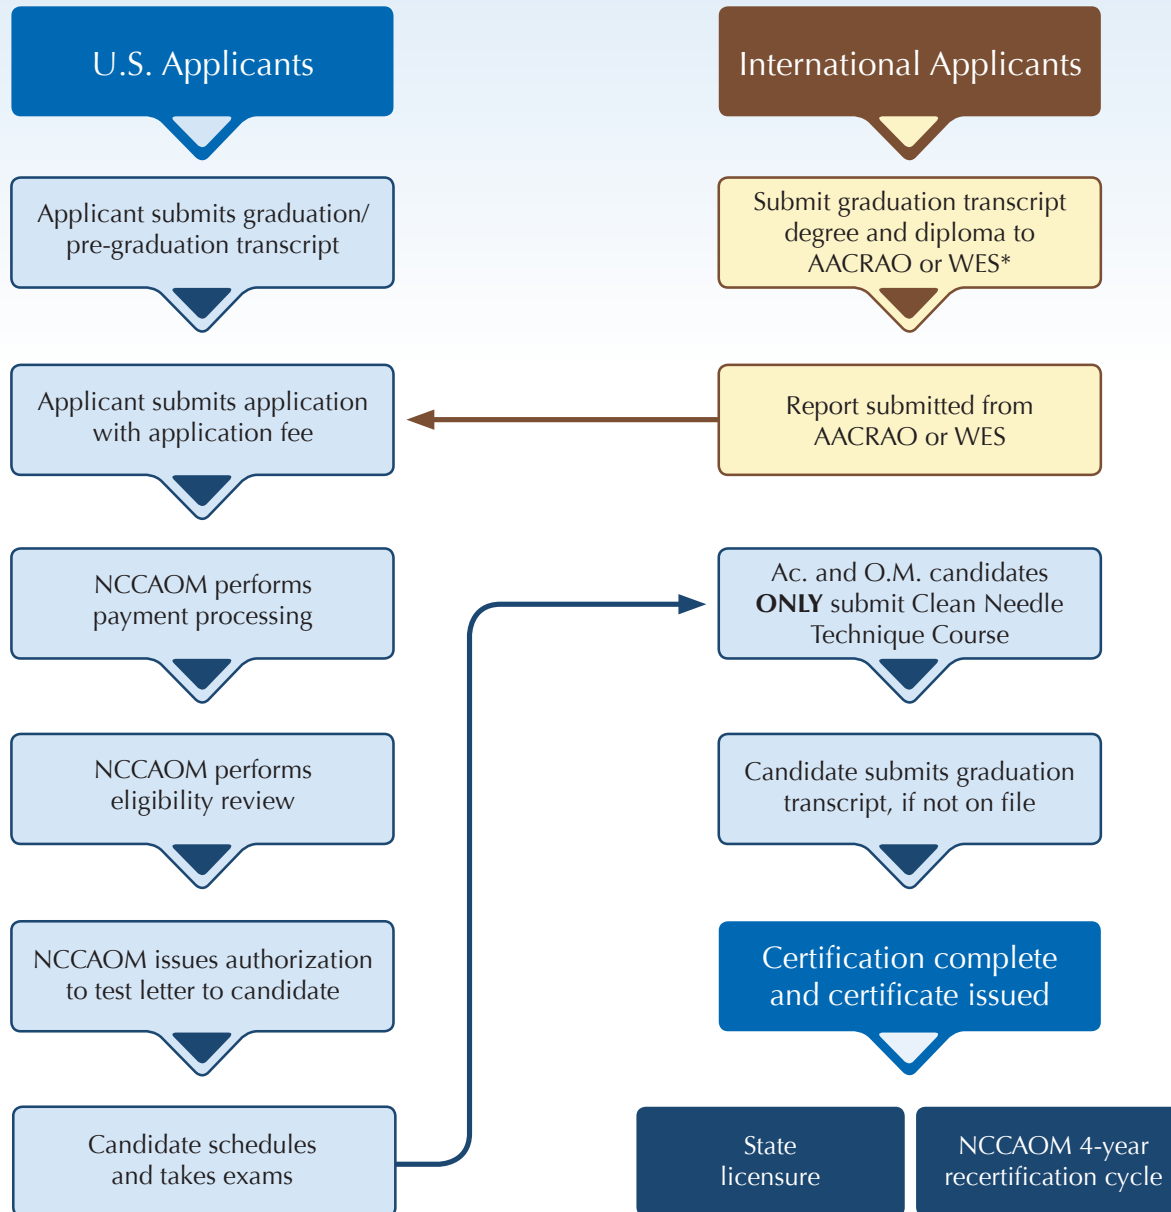 U.S. Applicants
International Applicants
Applicant submits graduation/
pre-graduation transcript
Submit graduation transcript
degree and diploma to
AACRAO or WES*
Applicant submits application
with application fee
Report submitted from
AACRAO or WES
NCCAOM performs
payment processing
Ac. and O.M. candidates
ONLY submit Clean Needle
Technique Course
NCCAOM performs
eligibility review
Candidate submits graduation
transcript, if not on file
NCCAOM issues authorization
to test letter to candidate
Certification complete
and certificate issued
Candidate schedules
and takes exams
State
licensure
NCCAOM 4-year
recertification cycle